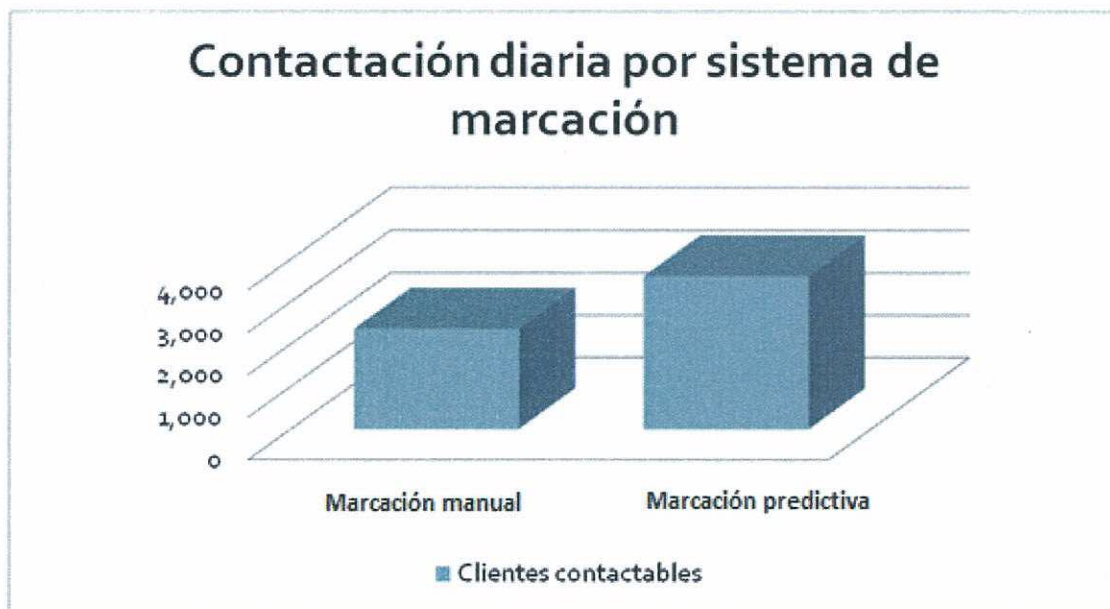 Contactación diaria por sistema de
marcación
4,000
3,000
2,000
1,000
0
Marcación manual
Marcación predictiva
Clientes contactables